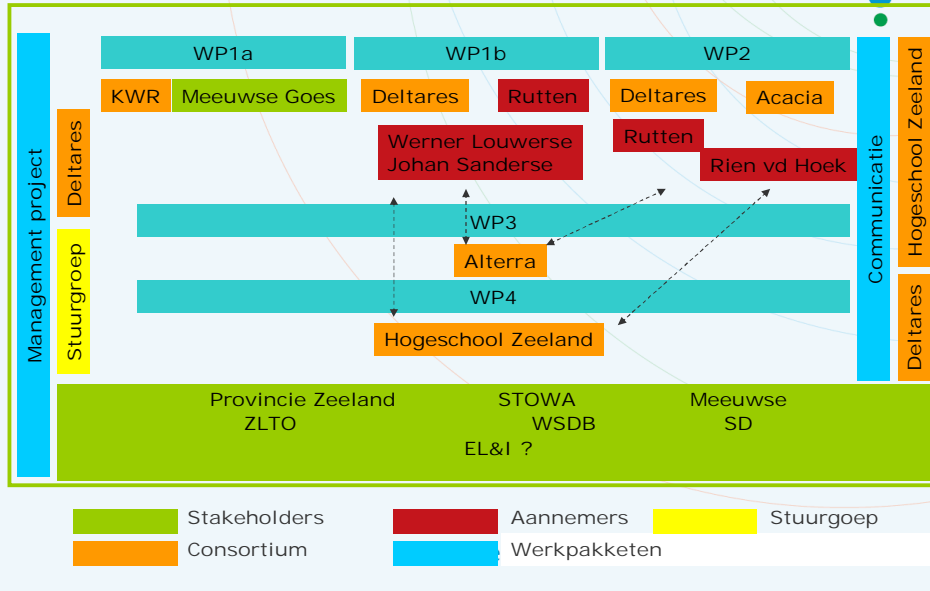 WP1a
WP1b
WP2
KWR
Meeuwse Goes
Deltares
Rutten
Deltares
Acacia
Werner Louwerse
Johan Sanderse
Rutten
Rien vd Hoek
Management project
Deltares
Stuurgroep
WP3
Alterra
WP4
Hogeschool Zeeland
Communicatie
Hogeschool Zeeland
Deltares
Provincie Zeeland
STOWA
Meeuwse
ZLTO
WSDB
SD
EL&I ?
Stakeholders
Aannemers
Stuurgoep
Consortium
Werkpakketen